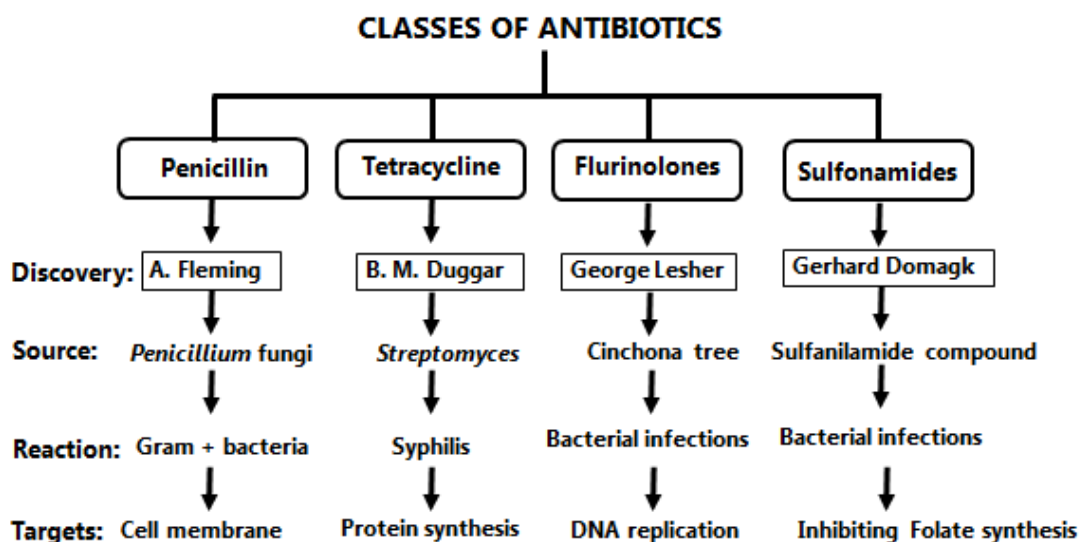 CLASSES OF ANTIBIOTICS
Penicillin Tetracycline Flurinolones Sulfonamides
Discovery: A. Fleming B. M. Duggar George Lesher Gerhard Domagk
Source: Penicillium fungi Streptomyces Cinchona tree Sulfanilamide compound
Reaction: Gram + bacteria Syphilis Bacterial infections Bacterial infections
Targets: Cell membrane Protein synthesis DNA replication Inhibiting Folate synthesis